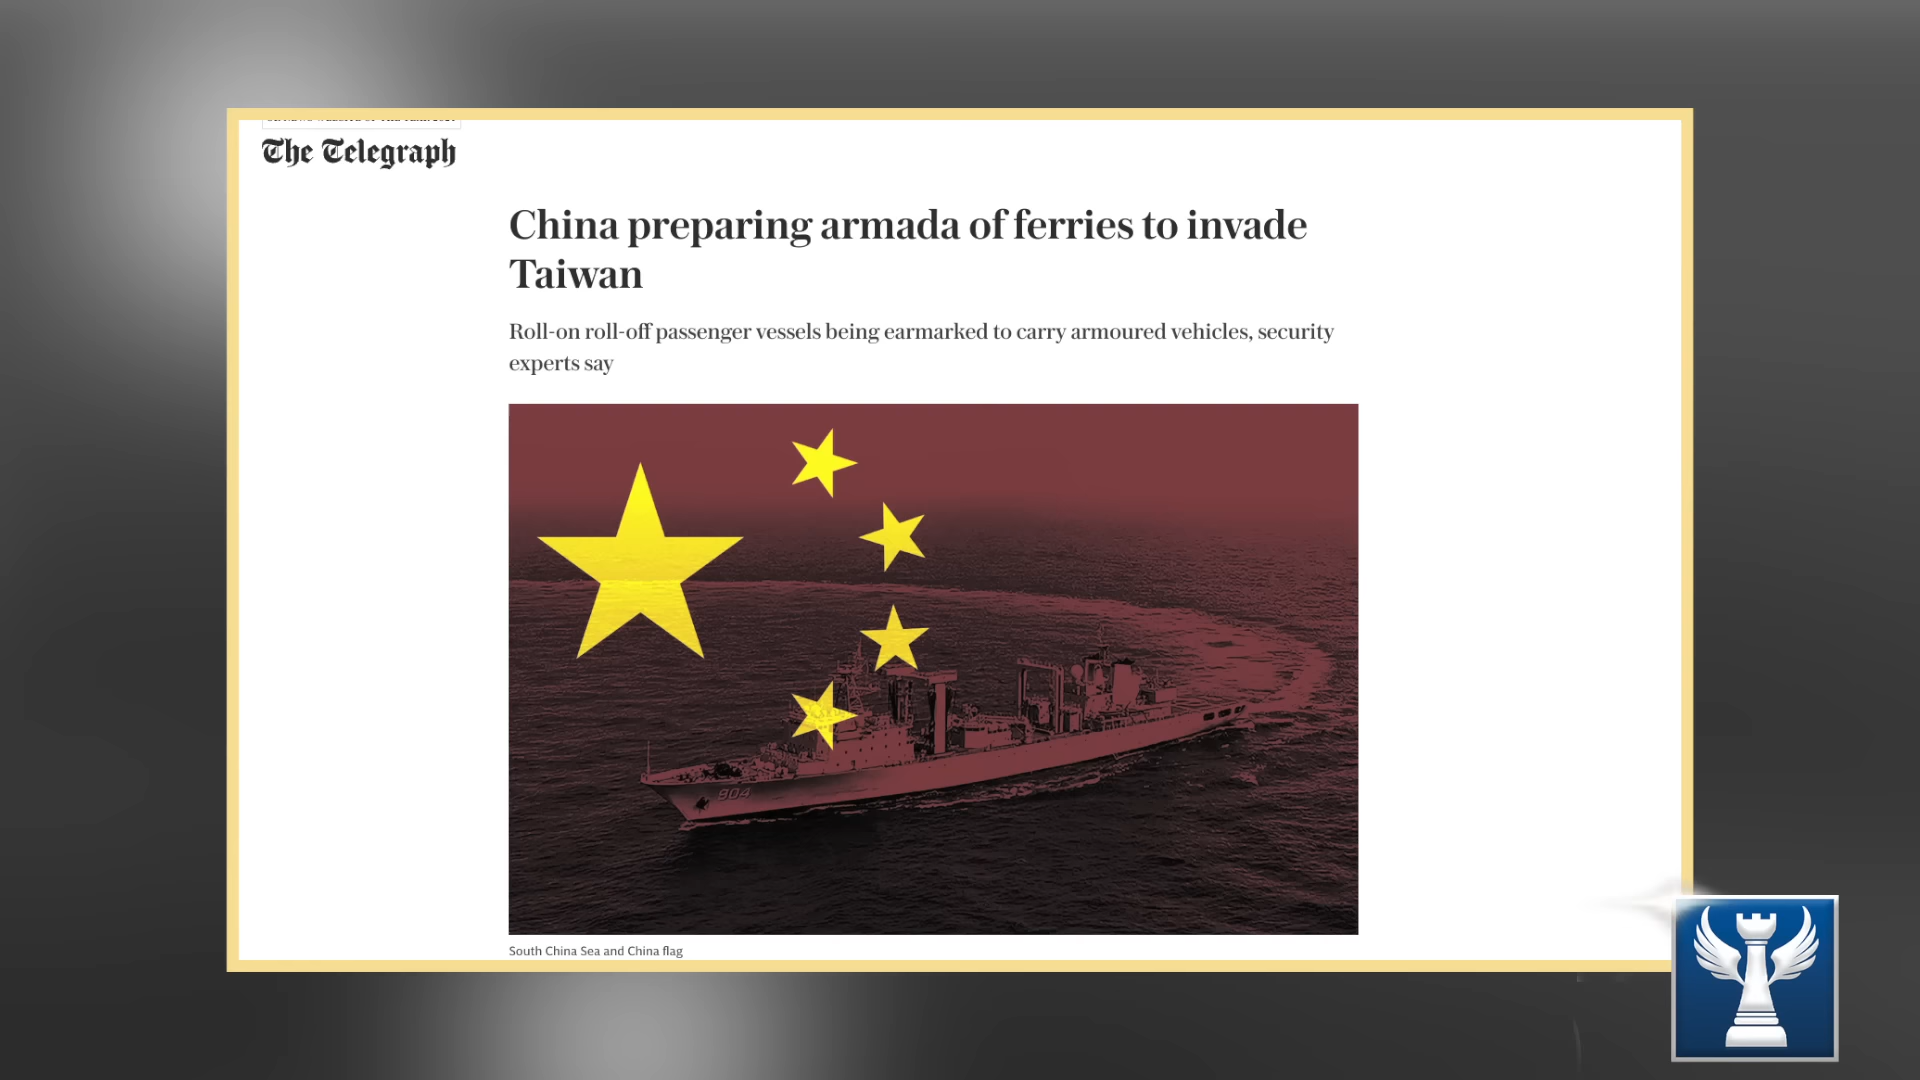 The Telegraph
China preparing armada of ferries to invade
Taiwan
Roll-on roll-off passenger vessels being earmarked to carry armoured vehicles, security
experts say
904
South China Sea and China flag